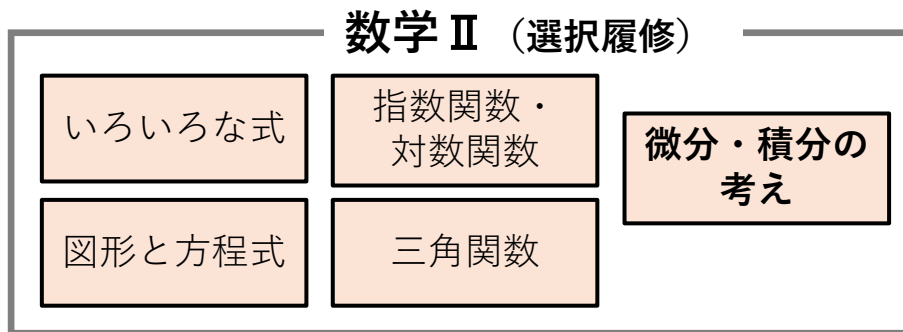 数学Ⅱ（選択履修）
いろいろな式
指数関数・
対数関数
微分・積分の
考え
図形と方程式
三角関数